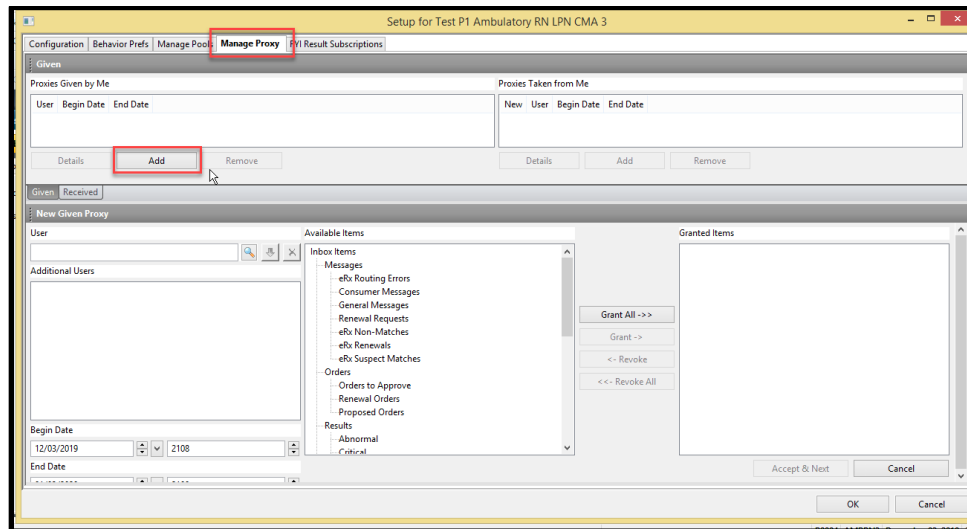 Setup for Test P1 Ambulatory RN LPN CMA 3
Configuration Behavior Prefs Manage Pools Manage Proxy FYI Result Subscriptions
Given
Proxies Given by Me Proxies Taken from Me
User Begin Date End Date New User Begin Date End Date
Details Add Remove Details Add Remove
Given Received
New Given Proxy
User Available Items Granted Items
Inbox Items
Messages
Additional Users
eRx Routing Errors
Consumer Messages
General Messages
Renewal Requests
Grant All ->>
eRx Non-Matches
Grant ->
eRx Renewals
eRx Suspect Matches
<- Revoke
Orders
<<- Revoke All
Orders to Approve
Renewal Orders
Proposed Orders
Results
Begin Date
Abnormal
12/03/2019 2108
Critical
End Date
Accept & Next Cancel
OK Cancel